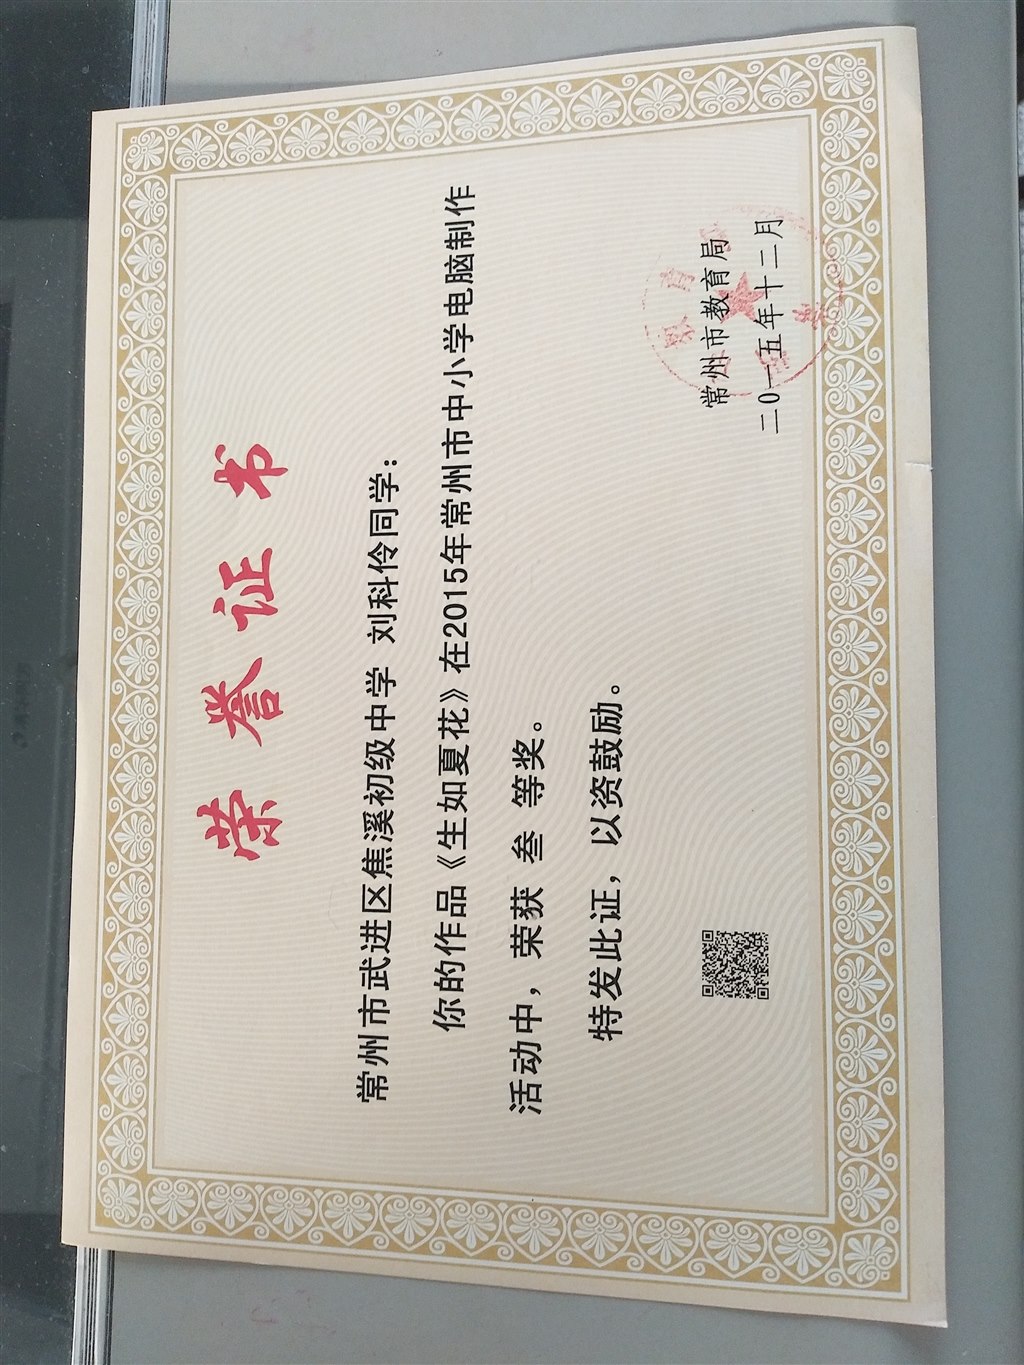 荣誉证书
常州市武进区焦溪初级中学 刘科伶同学：
你的作品《生如夏花》在2015年常州市中小学电脑制作
活动中，荣获 叁 等奖。
特发此证，以资鼓励。
常州市教育局
二0一五年十二月